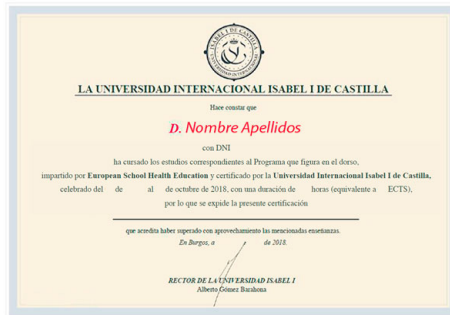 LA UNIVERSIDAD INTERNACIONAL ISABEL I DE CASTILLA
Hace constar que
D. Nombre Apellidos
con DNI
ha cursado los estudios correspondientes al Programa que figura en el dorso,
impartido por European School Health Education y certificado por la Universidad Internacional Isabel I de Castilla,
celebrado del de al de octubre de 2018, con una duración de horas (equivalente a ECTS),
por lo que se expide la presente certificación
que acredita haber superado con aprovechamiento las mencionadas enseñanzas.
En Burgos, a de de 2018.
RECTOR DE LA UNIVERSIDAD ISABEL I
Alberto Gómez Barahona